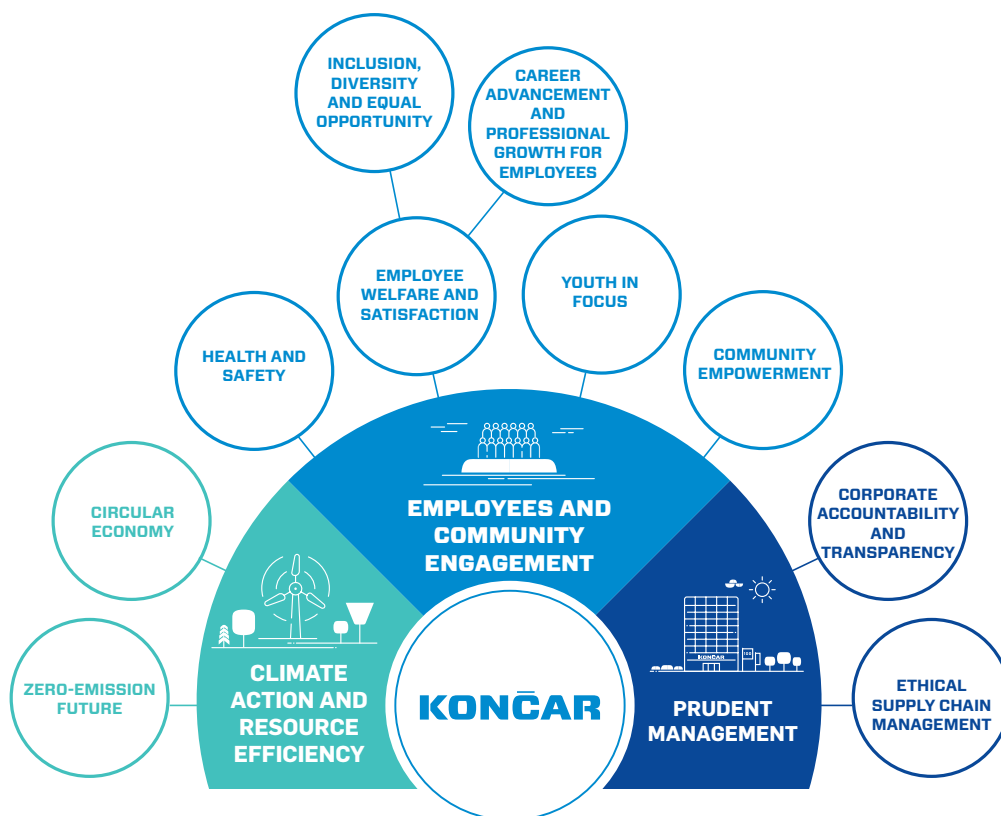 INCLUSION,
DIVERSITY
AND EQUAL
OPPORTUNITY
CAREER
ADVANCEMENT
AND
PROFESSIONAL
GROWTH FOR
EMPLOYEES
EMPLOYEE
WELFARE AND
SATISFACTION
YOUTH IN
FOCUS
HEALTH AND
SAFETY
COMMUNITY
EMPOWERMENT
CIRCULAR
ECONOMY
EMPLOYEES AND
COMMUNITY
ENGAGEMENT
CORPORATE
ACCOUNTABILITY
AND
TRANSPARENCY
ZERO-EMISSION
FUTURE
CLIMATE
ACTION AND
RESOURCE
EFFICIENCY
KONČAR
KONČAR
PRUDENT
MANAGEMENT
ETHICAL
SUPPLY CHAIN
MANAGEMENT